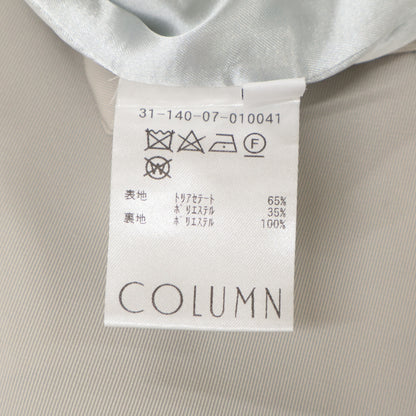 31-140-07-010041
F
W
表地 トリアセテート 65%
ポリエステル 35%
裏地 ポリエステル 100%
COLUMN